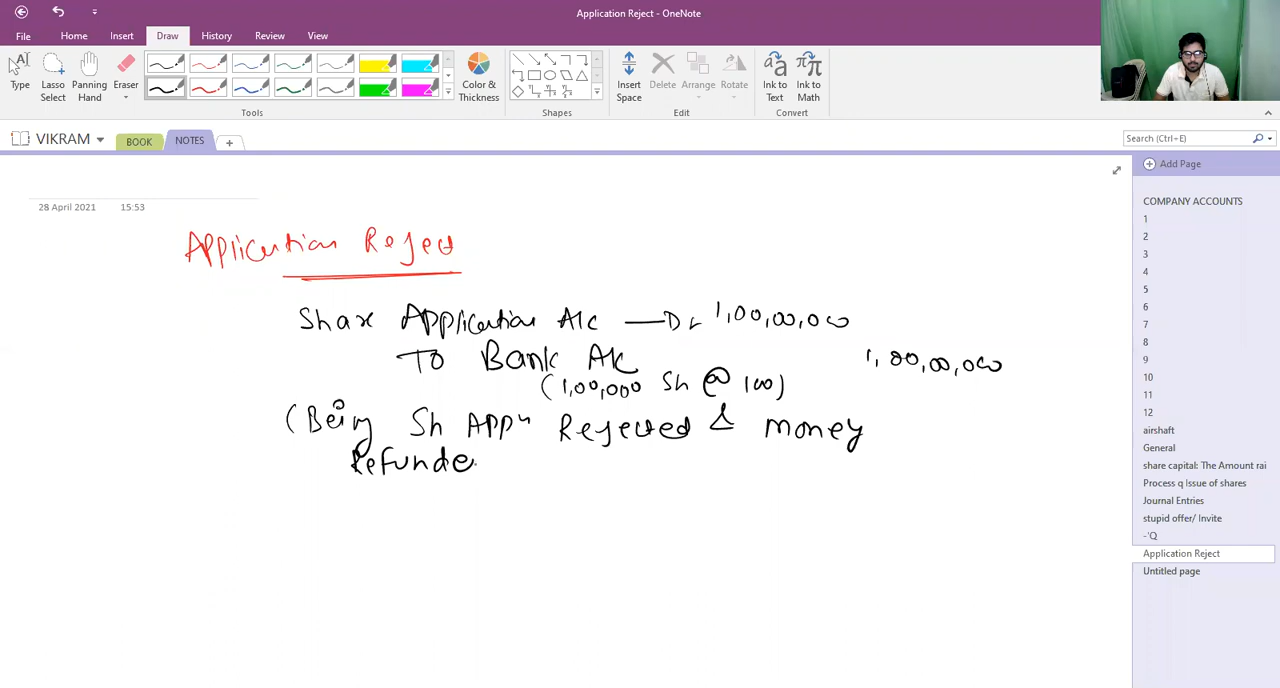 Application Reject - OneNote
File Home Insert Draw History Review View
Type Lasso Select Panning Hand Eraser Color & Thickness Insert Space Delete Arrange Rotate Ink to Text Ink to Math
Tools Shapes Edit Convert
VIKRAM BOOK NOTES + Search (Ctrl+E)
Add Page
28 April 2021 15:53
Application Reject
Share Application A/c — Dr 1,00,00,000
To Bank A/c 1,00,00,000
(1,00,000 Sh @ 100)
(Being Sh Appn Rejected & money
Refunde
COMPANY ACCOUNTS
1
2
3
4
5
6
7
8
9
10
11
12
airshaft
General
share capital: The Amount rai
Process q Issue of shares
Journal Entries
stupid offer/ Invite
-'Q
Application Reject
Untitled page